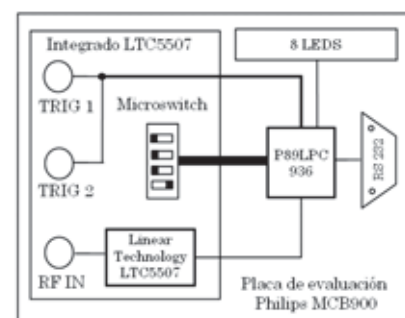 Integrado LTC5507
8 LEDS
TRIG 1
Microswitch
TRIG 2
P89LPC
936
RS 232
RF IN
Linear
Technology
LTC5507
Placa de evaluación
Philips MCB900